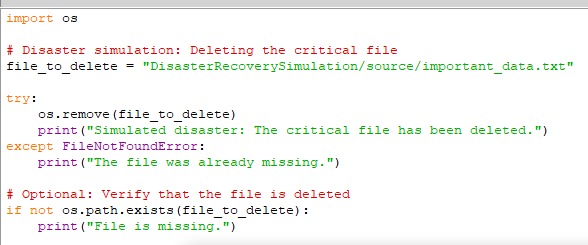 import os
# Disaster simulation: Deleting the critical file
file_to_delete = "DisasterRecoverySimulation/source/important_data.txt"
try:
    os.remove(file_to_delete)
    print("Simulated disaster: The critical file has been deleted.")
except FileNotFoundError:
    print("The file was already missing.")
# Optional: Verify that the file is deleted
if not os.path.exists(file_to_delete):
    print("File is missing.")